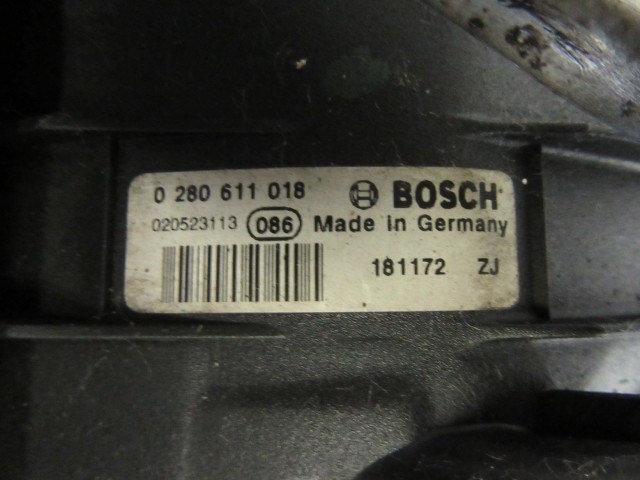 0 280 611 018 BOSCH
020523113 086 Made in Germany
181172 ZJ